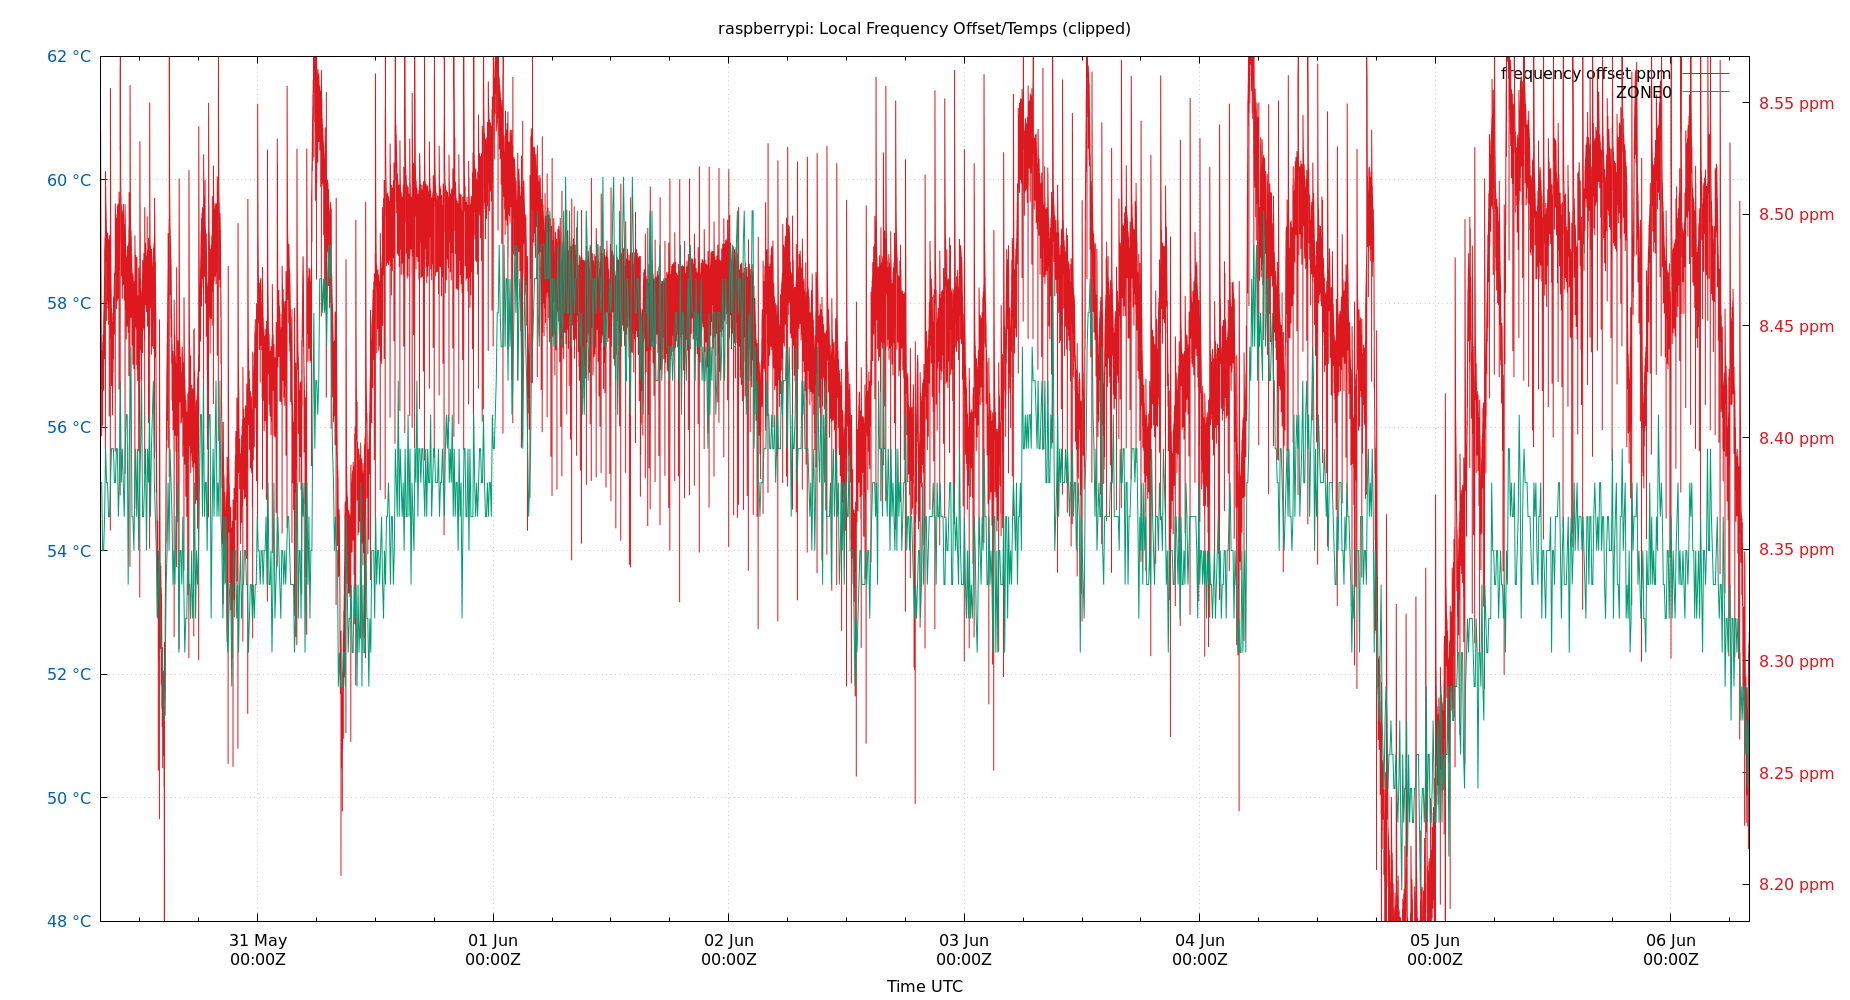 raspberrypi: Local Frequency Offset/Temps (clipped)
62 °C
60 °C
58 °C
56 °C
54 °C
52 °C
50 °C
48 °C
frequency offset ppm
ZONE0
8.55 ppm
8.50 ppm
8.45 ppm
8.40 ppm
8.35 ppm
8.30 ppm
8.25 ppm
8.20 ppm
31 May
00:00Z
01 Jun
00:00Z
02 Jun
00:00Z
03 Jun
00:00Z
04 Jun
00:00Z
05 Jun
00:00Z
06 Jun
00:00Z
Time UTC